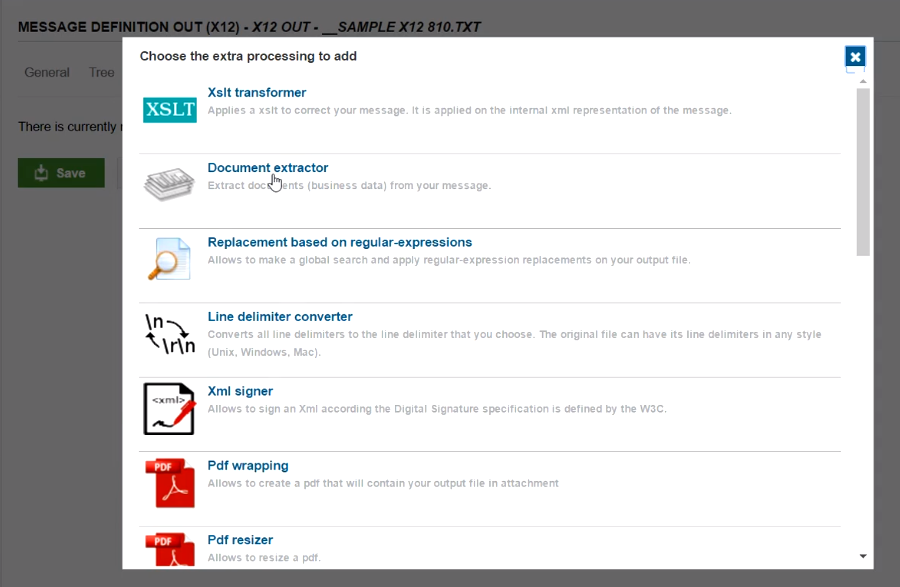 MESSAGE DEFINITION OUT (X12) - X12 OUT - __SAMPLE X12 810.TXT
Choose the extra processing to add
General Tree
XSLT
Xslt transformer
Applies a xslt to correct your message. It is applied on the internal xml representation of the message.
There is currently
Save
Document extractor
Extract documents (business data) from your message.
Replacement based on regular-expressions
Allows to make a global search and apply regular-expression replacements on your output file.
\n
\r\n
Line delimiter converter
Converts all line delimiters to the line delimiter that you choose. The original file can have its line delimiters in any style
(Unix, Windows, Mac).
<xml>
Xml signer
Allows to sign an Xml according the Digital Signature specification is defined by the W3C.
PDF
Pdf wrapping
Allows to create a pdf that will contain your output file in attachment
PDF
Pdf resizer
Allows to resize a pdf.